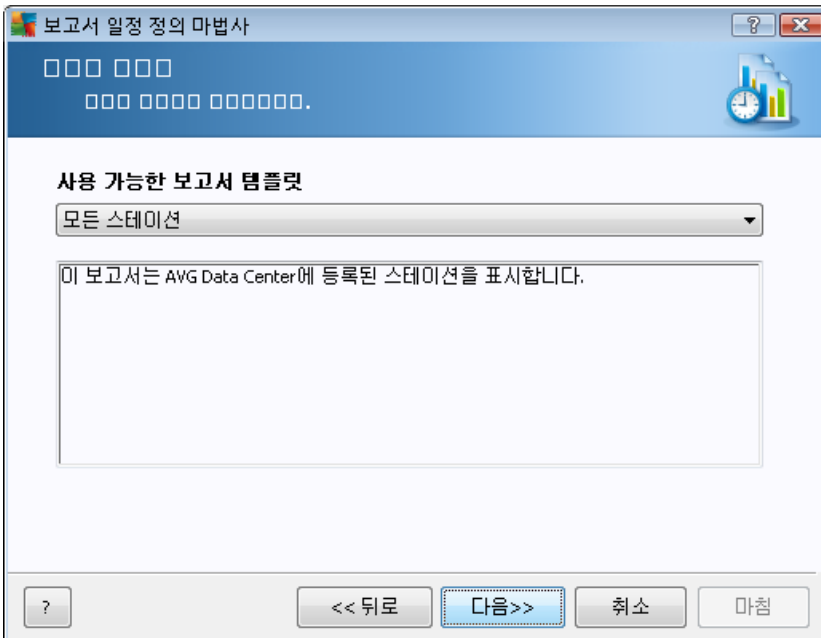 보고서 일정 정의 마법사
사용 가능한 보고서 템플릿
모든 스테이션
이 보고서는 AVG Data Center에 등록된 스테이션을 표시합니다.
?
<< 뒤로
다음>>
취소
마침